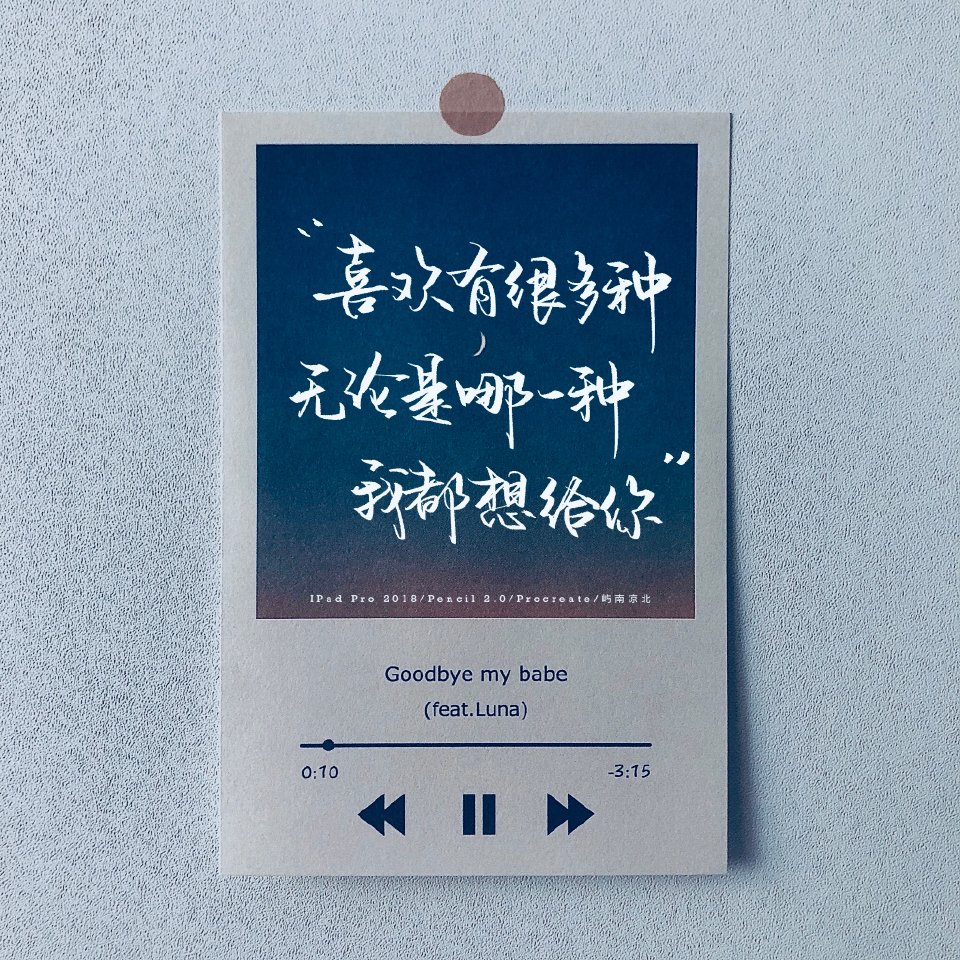 “喜欢有很多种
无论是哪一种
我都想给你”
IPad Pro 2018/Pencil 2.0/Procreate/屿南凉北
Goodbye my babe
(feat.Luna)
0:10 -3:15